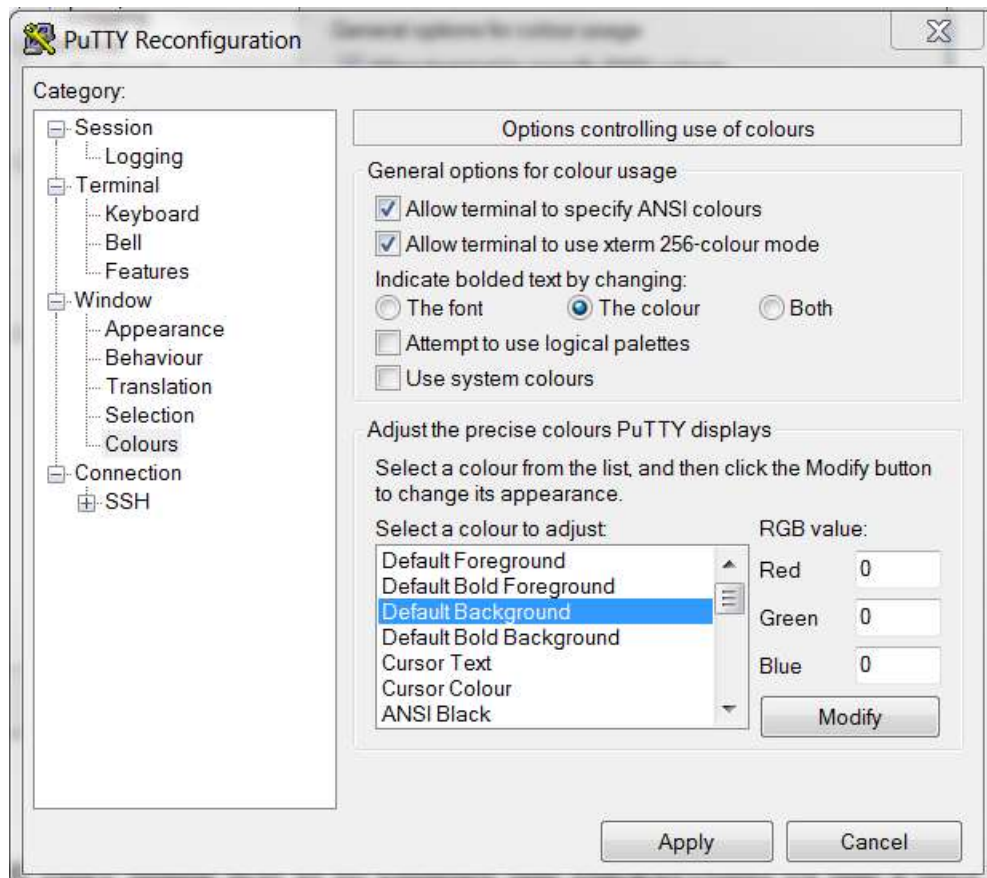 PuTTY Reconfiguration
Category:
Session
Logging
Terminal
Keyboard
Bell
Features
Window
Appearance
Behaviour
Translation
Selection
Colours
Connection
SSH
Options controlling use of colours
General options for colour usage
Allow terminal to specify ANSI colours
Allow terminal to use xterm 256-colour mode
Indicate bolded text by changing:
The font The colour Both
Attempt to use logical palettes
Use system colours
Adjust the precise colours PuTTY displays
Select a colour from the list, and then click the Modify button
to change its appearance.
Select a colour to adjust:
Default Foreground
Default Bold Foreground
Default Background
Default Bold Background
Cursor Text
Cursor Colour
ANSI Black
RGB value:
Red 0
Green 0
Blue 0
Modify
Apply Cancel